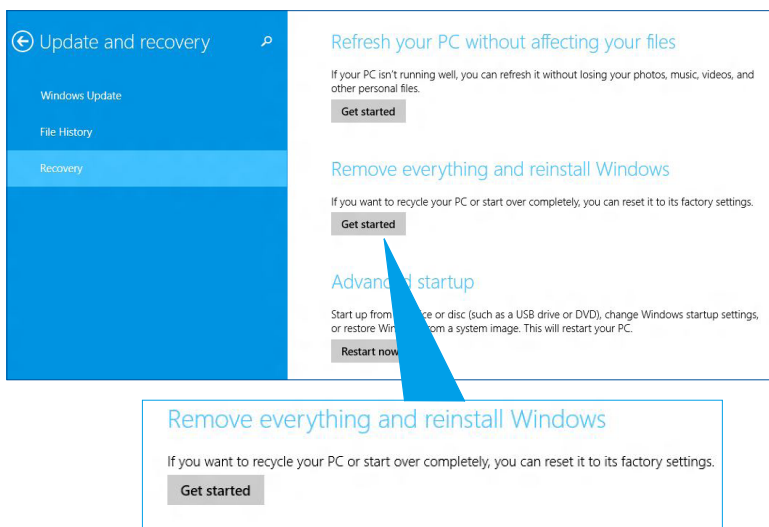 Update and recovery
Windows Update
File History
Recovery
Refresh your PC without affecting your files
If your PC isn't running well, you can refresh it without losing your photos, music, videos, and
other personal files.
Get started
Remove everything and reinstall Windows
If you want to recycle your PC or start over completely, you can reset it to its factory settings.
Get started
startup
Start up from or disc (such as a USB drive or DVD), change Windows startup settings,
or restore from a system image. This will restart your PC.
Restart now
Remove everything and reinstall Windows
If you want to recycle your PC or start over completely, you can reset it to its factory settings.
Get started